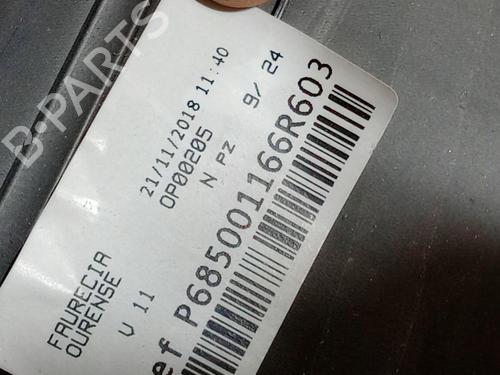 B-PARTS
21/11/2018 11:40
OP00205
N Pz 9/ 24
FAURECIA
OURENSE
V 11
ef P685001166R603